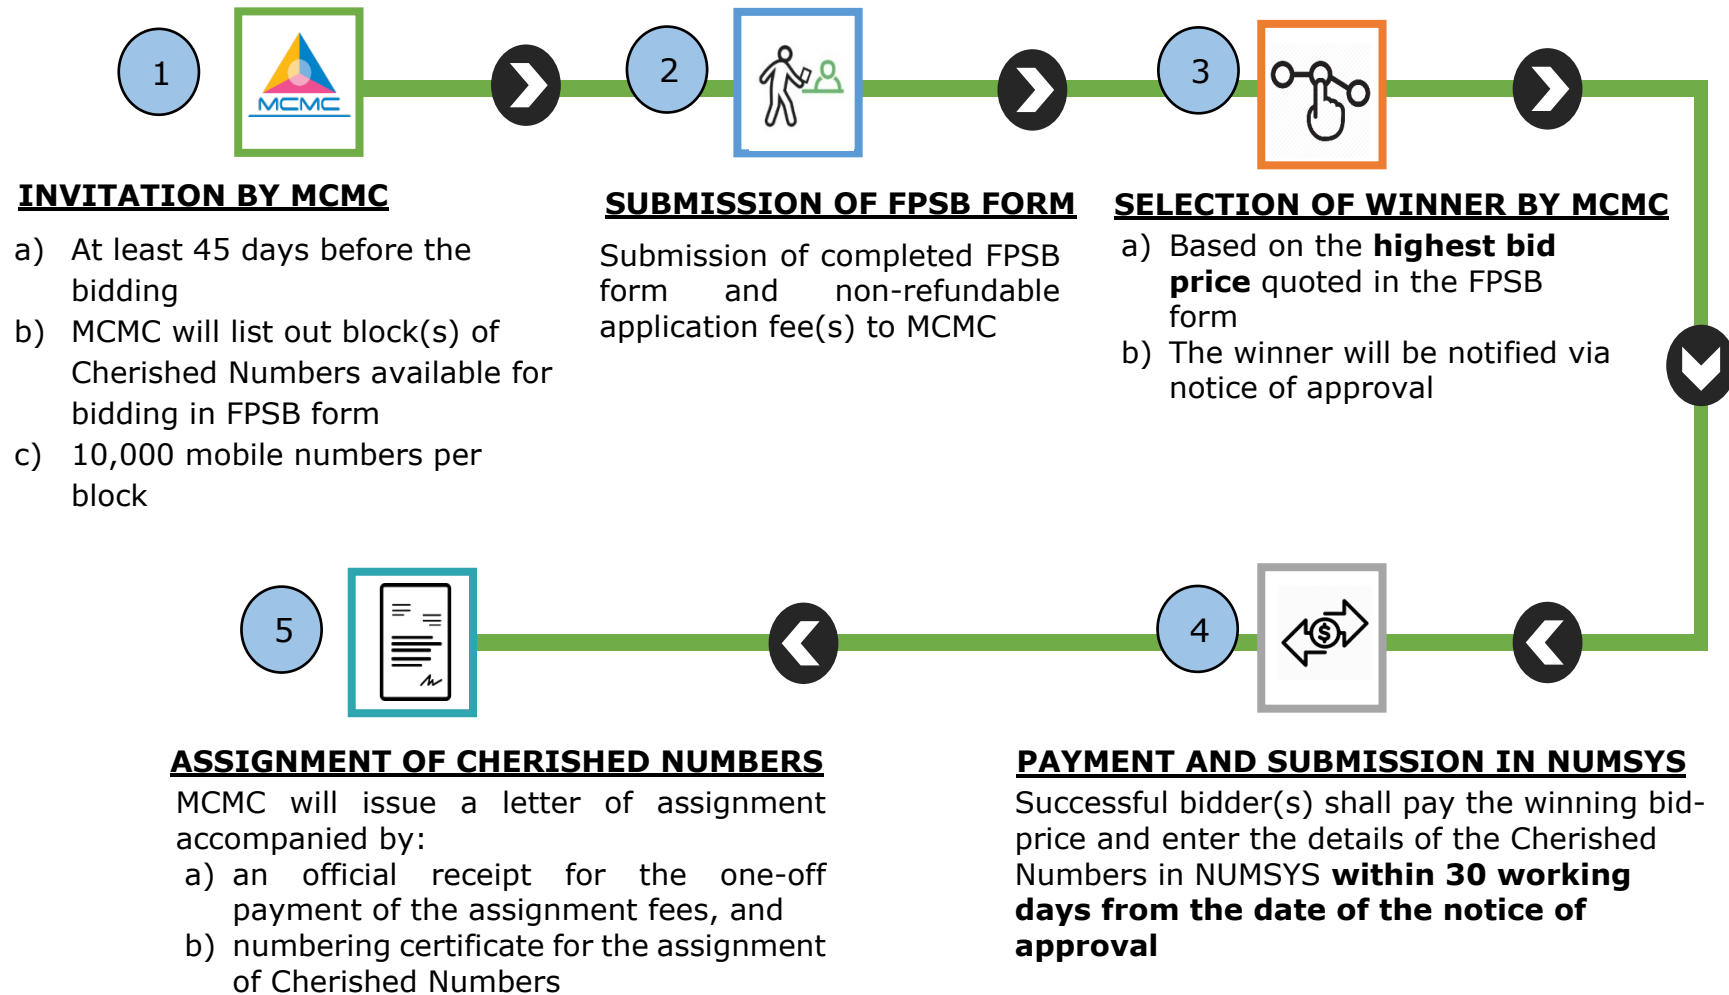 1
MCMC
2
3
INVITATION BY MCMC
a) At least 45 days before the
bidding
b) MCMC will list out block(s) of
Cherished Numbers available for
bidding in FPSB form
c) 10,000 mobile numbers per
block
SUBMISSION OF FPSB FORM
Submission of completed FPSB
form and non-refundable
application fee(s) to MCMC
SELECTION OF WINNER BY MCMC
a) Based on the highest bid
price quoted in the FPSB
form
b) The winner will be notified via
notice of approval
5
4
$
ASSIGNMENT OF CHERISHED NUMBERS
MCMC will issue a letter of assignment
accompanied by:
a) an official receipt for the one-off
payment of the assignment fees, and
b) numbering certificate for the assignment
of Cherished Numbers
PAYMENT AND SUBMISSION IN NUMSYS
Successful bidder(s) shall pay the winning bid-
price and enter the details of the Cherished
Numbers in NUMSYS within 30 working
days from the date of the notice of
approval